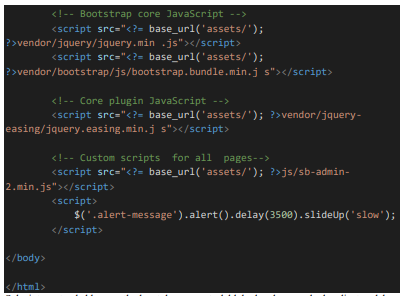 <!-- Bootstrap core JavaScript -->
<script src="<?= base_url('assets/');
?>vendor/jquery/jquery.min .js"></script>
<script src="<?= base_url('assets/');
?>vendor/bootstrap/js/bootstrap.bundle.min.j s"></script>
<!-- Core plugin JavaScript -->
<script src="<?= base_url('assets/'); ?>vendor/jquery-
easing/jquery.easing.min.j s"></script>
<!-- Custom scripts for all pages-->
<script src="<?= base_url('assets/'); ?>js/sb-admin-
2.min.js"></script>
<script>
$('.alert-message').alert().delay(3500).slideUp('slow');
</script>
</body>
</html>